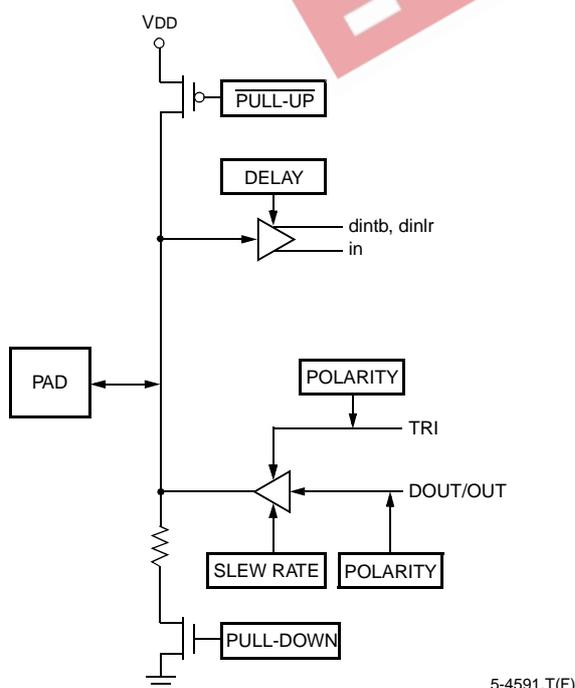 VDD
PULL-UP
DELAY
dintb, dinlr
in
PAD
POLARITY
TRI
DOUT/OUT
SLEW RATE
POLARITY
PULL-DOWN
5-4591.T(F)